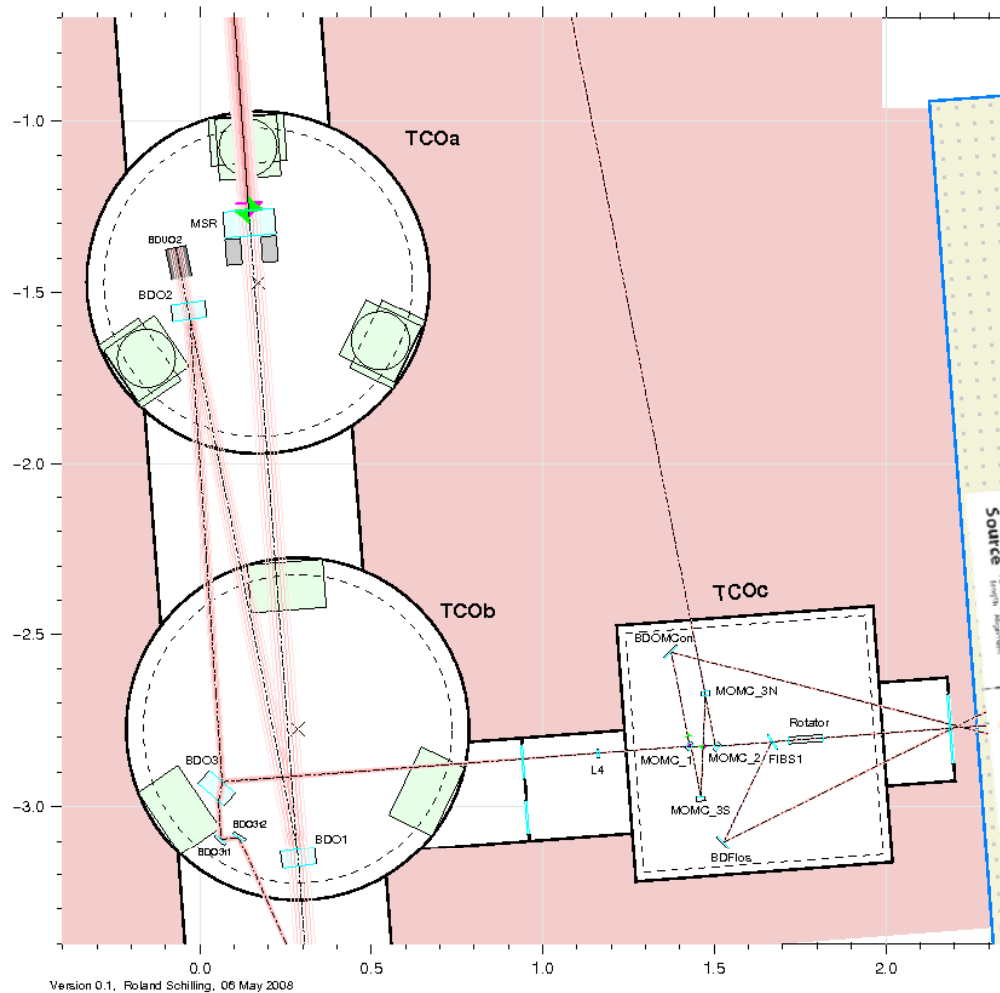 -1.0
TCOa
MSR
BDUO2
BDO2
-1.5
-2.0
Source
TCOc
-2.5
TCOb
BDOMCon
MOMC_3N
Rotator
BDO3
MOMC_1
MOMC_2
FIBS1
L4
MOMC_3S
-3.0
BDO3t2
BDO3t1
BDO1
BDFlos
0.0 0.5 1.0 1.5 2.0
Version 0.1, Roland Schilling, 06 May 2008